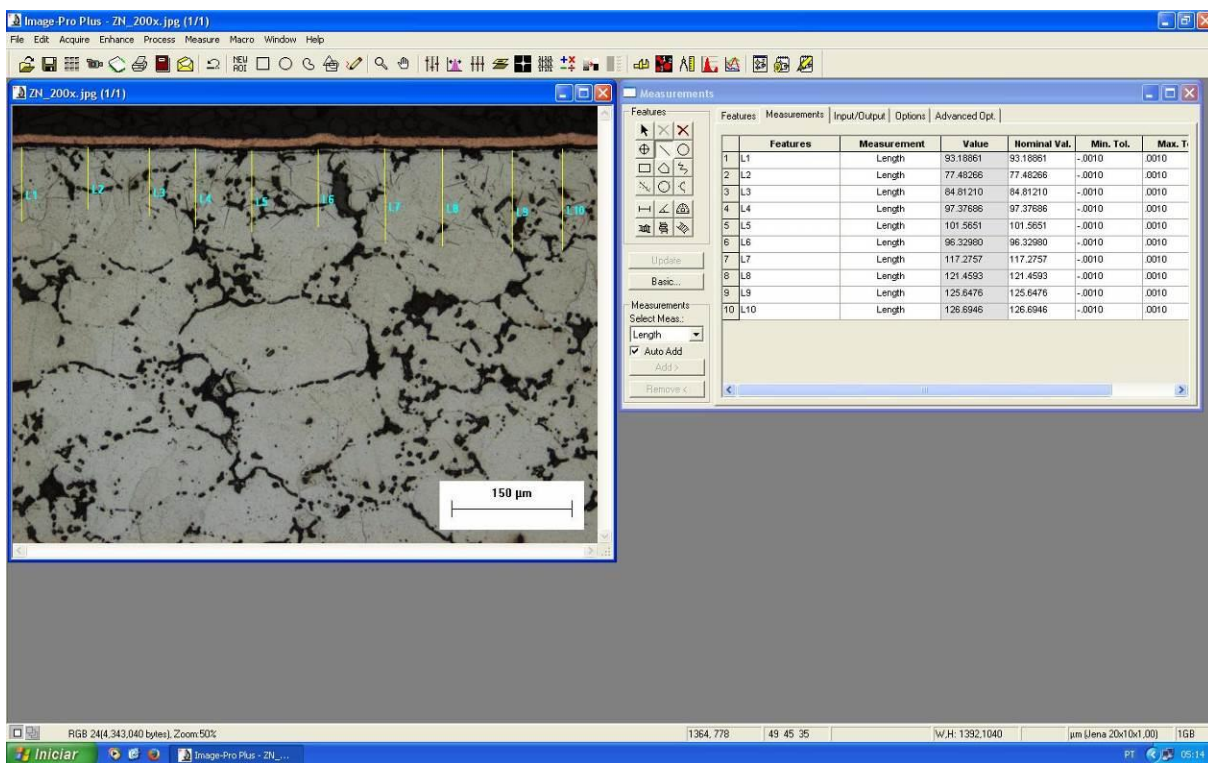 Image-Pro Plus - ZN_200x.jpg (1/1)
File Edit Acquire Enhance Process Measure Macro Window Help
NEU
AOI
ZN_200x.jpg (1/1)
L1 L2 L3 L4 L5 L6 L7 L8 L9 L10
150 µm
Measurements
Features
Update
Basic...
Measurements
Select Meas.:
Length
Auto Add
Add >
Remove <
Features Measurements Input/Output Options Advanced Opt.
Features Measurement Value Nominal Val. Min. Tol. Max. T
1 L1 Length 93.18861 93.18861 -.0010 .0010
2 L2 Length 77.48266 77.48266 -.0010 .0010
3 L3 Length 84.81210 84.81210 -.0010 .0010
4 L4 Length 97.37686 97.37686 -.0010 .0010
5 L5 Length 101.5651 101.5651 -.0010 .0010
6 L6 Length 96.32980 96.32980 -.0010 .0010
7 L7 Length 117.2757 117.2757 -.0010 .0010
8 L8 Length 121.4593 121.4593 -.0010 .0010
9 L9 Length 125.6476 125.6476 -.0010 .0010
10 L10 Length 126.6946 126.6946 -.0010 .0010
RGB 24(4,343,040 bytes), Zoom:50% 1364, 778 49 45 35 W,H: 1392,1040 µm (Jena 20x10x1,00) 1GB
Iniciar Image-Pro Plus - ZN_... PT 05:14